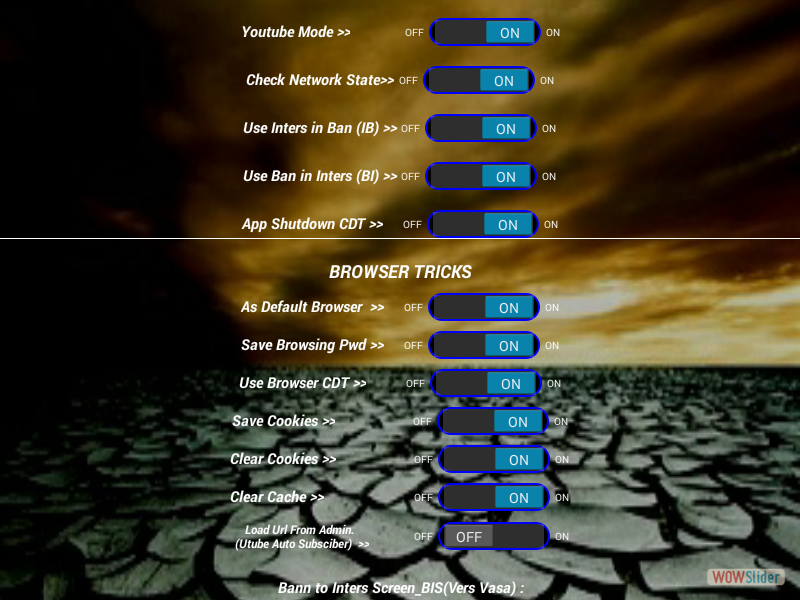 Youtube Mode >> OFF ON ON
Check Network State>> OFF ON ON
Use Inters in Ban (IB) >> OFF ON ON
Use Ban in Inters (BI) >> OFF ON ON
App Shutdown CDT >> OFF ON ON
BROWSER TRICKS
As Default Browser >> OFF ON ON
Save Browsing Pwd >> OFF ON ON
Use Browser CDT >> OFF ON ON
Save Cookies >> OFF ON ON
Clear Cookies >> OFF ON ON
Clear Cache >> OFF ON ON
Load Url From Admin.
(Utube Auto Subsciber) >> OFF OFF ON
WOWSlider
Bann to Inters Screen_BIS(Vers Vasa) :